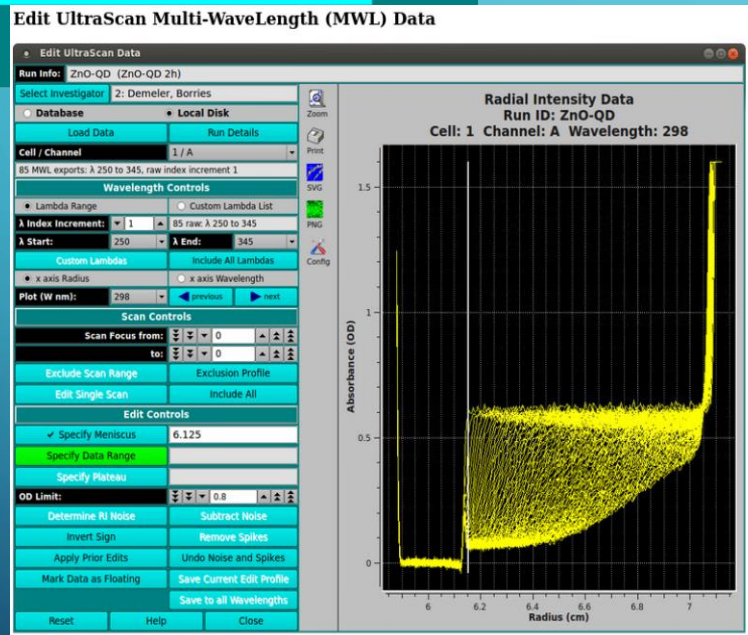 Edit UltraScan Multi-WaveLength (MWL) Data
Edit UltraScan Data
Run Info: ZnO-QD (ZnO-QD 2h)
Select Investigator 2: Demeler, Borries
Database Local Disk
Load Data Run Details
Cell / Channel 1 / A
85 MWL exports: λ 250 to 345, raw index increment 1
Wavelength Controls
Lambda Range Custom Lambda List
λ Index Increment: 1 85 raw: λ 250 to 345
λ Start: 250 λ End: 345
Custom Lambdas Include All Lambdas
x axis Radius x axis Wavelength
Plot (W nm): 298 previous next
Scan Controls
Scan Focus from: 0
to: 0
Exclude Scan Range Exclusion Profile
Edit Single Scan Include All
Edit Controls
Specify Meniscus 6.125
Specify Data Range
Specify Plateau
OD Limit: 0.8
Determine RI Noise Subtract Noise
Invert Sign Remove Spikes
Apply Prior Edits Undo Noise and Spikes
Mark Data as Floating Save Current Edit Profile
Save to all Wavelengths
Reset Help Close
Zoom
Print
SVG
PNG
Config
Radial Intensity Data
Run ID: ZnO-QD
Cell: 1 Channel: A Wavelength: 298
Absorbance (OD)
1.5
1
0.5
0
6 6.2 6.4 6.6 6.8 7
Radius (cm)